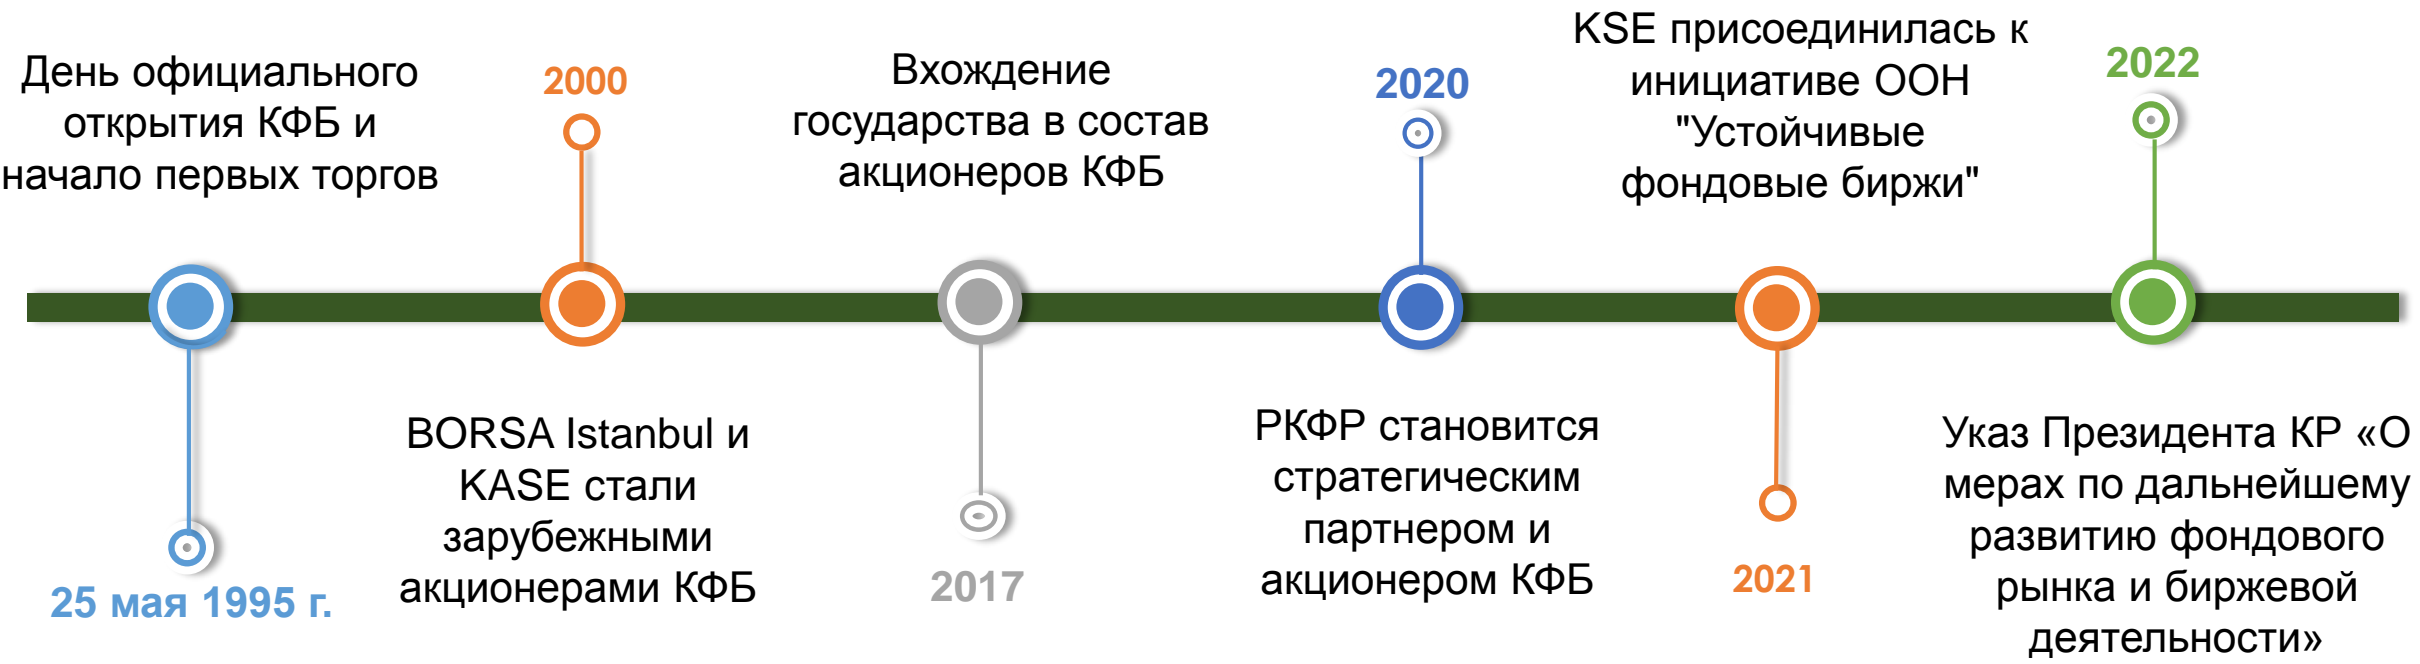 День официального
открытия КФБ и
начало первых торгов
25 мая 1995 г.
2000
BORSA Istanbul и
KASE стали
зарубежными
акционерами КФБ
Вхождение
государства в состав
акционеров КФБ
2017
2020
РКФР становится
стратегическим
партнером и
акционером КФБ
KSE присоединилась к
инициативе ООН
"Устойчивые
фондовые биржи"
2021
2022
Указ Президента КР «О
мерах по дальнейшему
развитию фондового
рынка и биржевой
деятельности»